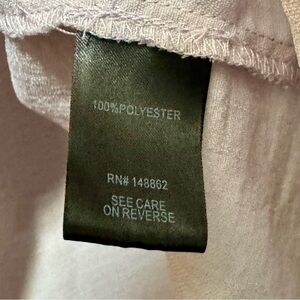 100%POLYESTER
RN# 148862
SEE CARE
ON REVERSE